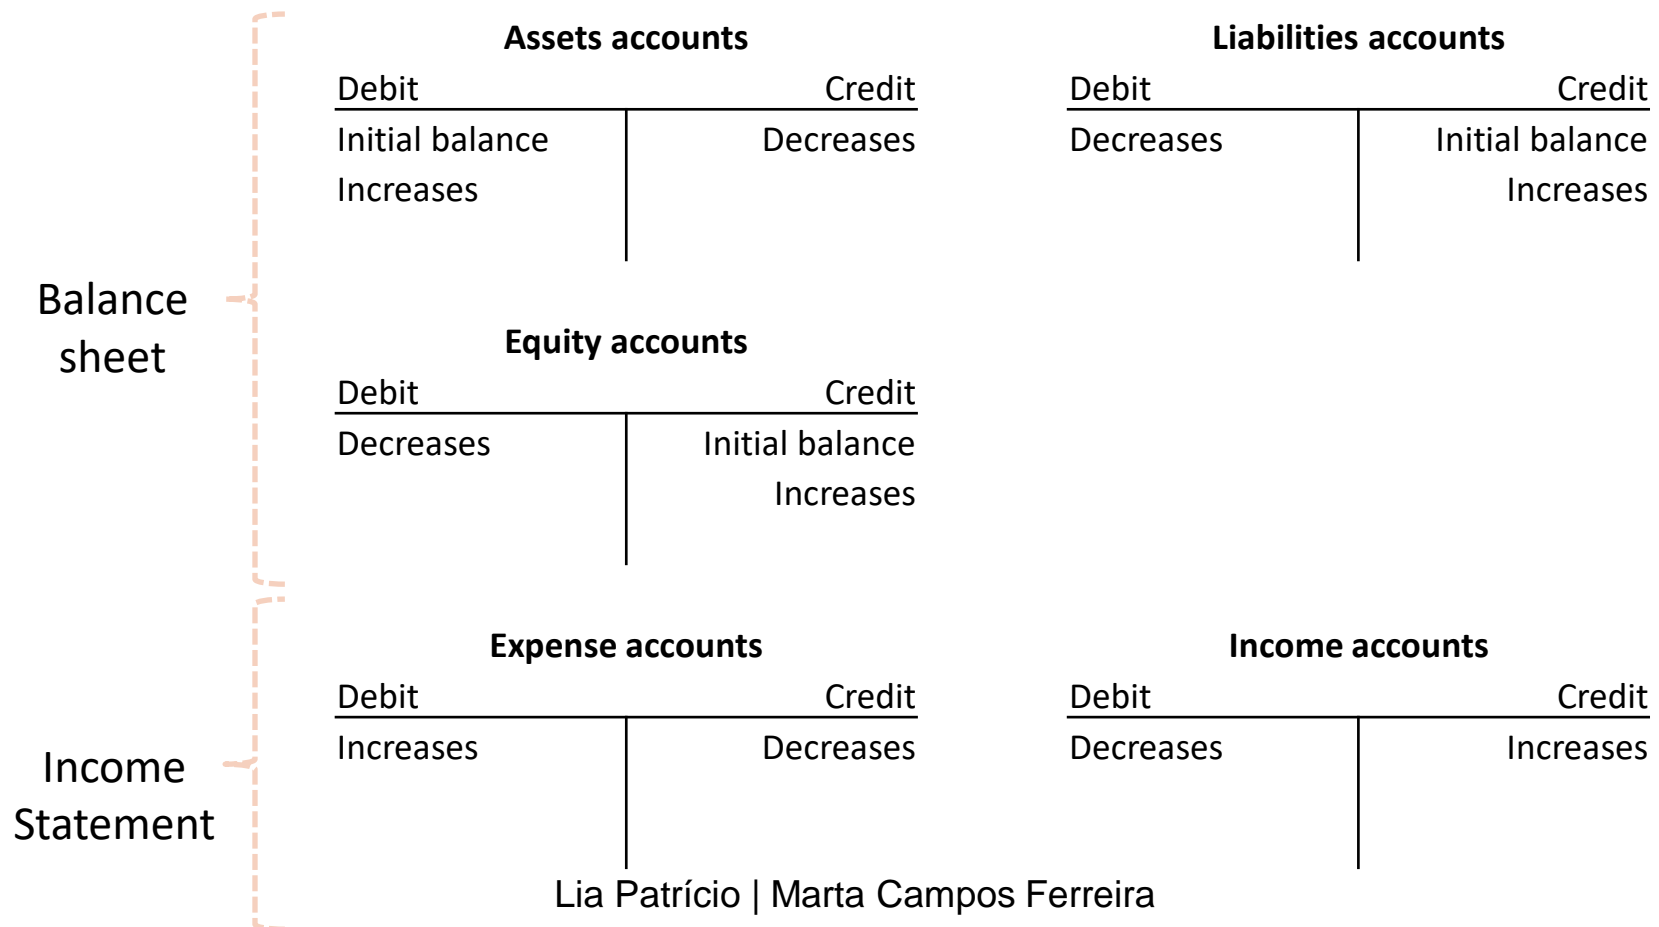 Assets accounts
Debit Credit
Initial balance Decreases
Increases
Liabilities accounts
Debit Credit
Decreases Initial balance
Increases
Balance
sheet
Equity accounts
Debit Credit
Decreases Initial balance
Increases
Expense accounts
Debit Credit
Increases Decreases
Income accounts
Debit Credit
Decreases Increases
Income
Statement
Lia Patrício | Marta Campos Ferreira